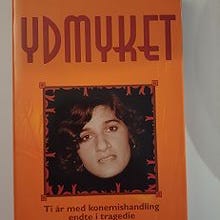 YDMYKET
Ti år med konemishandling
endte i tragedie